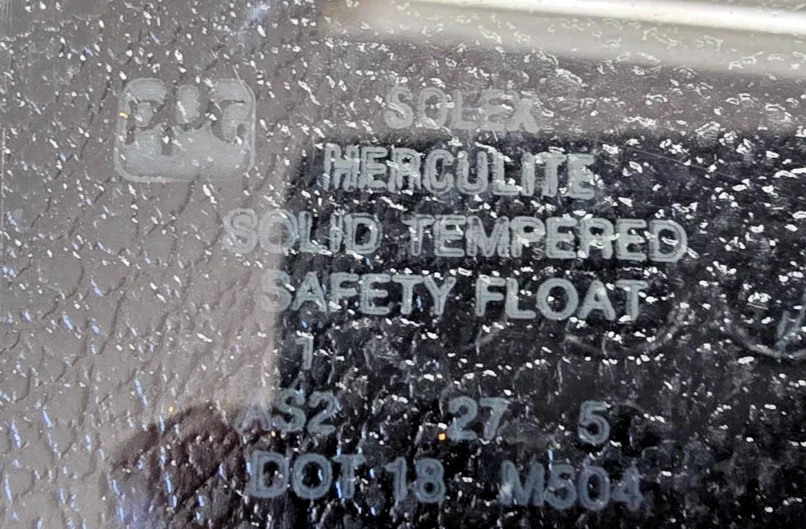 PPG
SOLEX
HERCULITE
SOLID TEMPERED
SAFETY FLOAT
1
AS2 27 5
DOT 18 M504